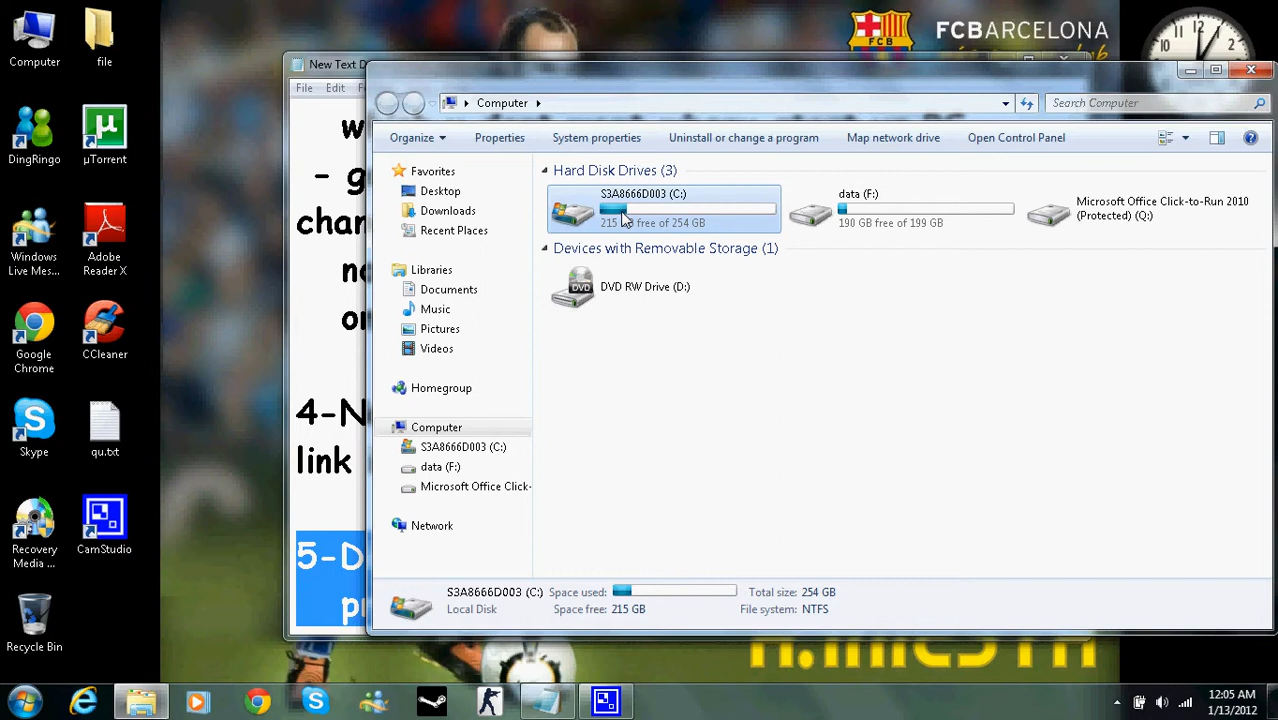 Computer
file
DingRingo
µTorrent
Windows
Live Mes...
Adobe
Reader X
Google
Chrome
CCleaner
Skype
qu.txt
Recovery
Media ...
CamStudio
Recycle Bin
FCBARCELONA
FCB
New Text D
File Edit
- g
chan
4-N
link
5-D
Computer
Search Computer
Organize
Properties
System properties
Uninstall or change a program
Map network drive
Open Control Panel
Favorites
Desktop
Downloads
Recent Places
Libraries
Documents
Music
Pictures
Videos
Homegroup
Computer
S3A8666D003 (C:)
data (F:)
Microsoft Office Click-
Network
Hard Disk Drives (3)
S3A8666D003 (C:)
215 free of 254 GB
data (F:)
190 GB free of 199 GB
Microsoft Office Click-to-Run 2010
(Protected) (Q:)
Devices with Removable Storage (1)
DVD
DVD RW Drive (D:)
S3A8666D003 (C:) Space used: Total size: 254 GB
Local Disk Space free: 215 GB File system: NTFS
12:05 AM
1/13/2012